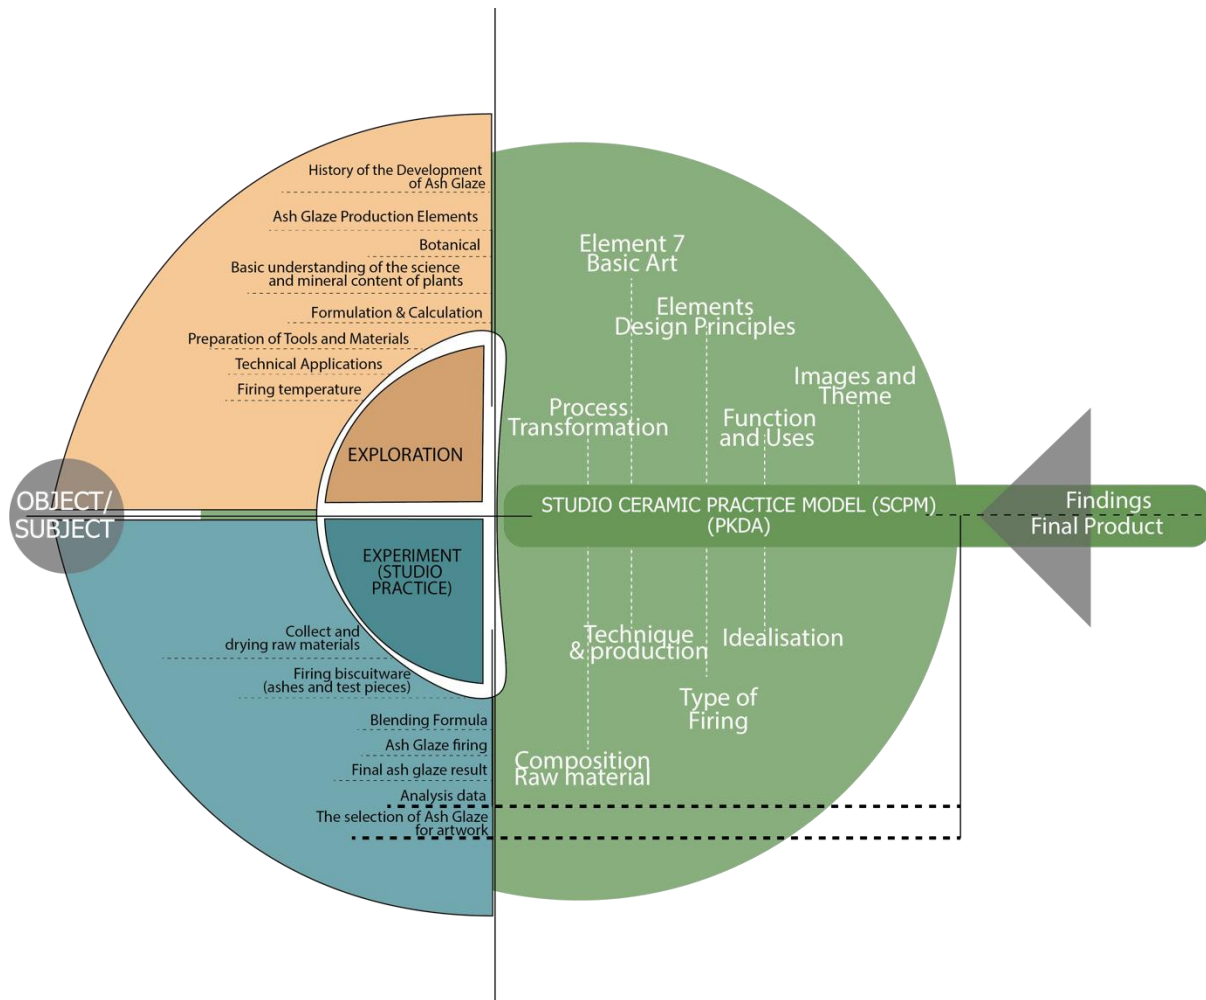 History of the Development
of Ash Glaze
Ash Glaze Production Elements
Botanical
Basic understanding of the science
and mineral content of plants
Formulation & Calculation
Preparation of Tools and Materials
Technical Applications
Firing temperature
EXPLORATION
OBJECT/
SUBJECT
EXPERIMENT
(STUDIO
PRACTICE)
Collect and
drying raw materials
Firing biscuitware
(ashes and test pieces)
Blending Formula
Ash Glaze firing
Final ash glaze result
Analysis data
The selection of Ash Glaze
for artwork
Element 7
Basic Art
Elements
Design Principles
Images and
Theme
Process
Transformation
Function
and Uses
STUDIO CERAMIC PRACTICE MODEL (SCPM)
(PKDA)
Findings
Final Product
Technique
& production
Idealisation
Type of
Firing
Composition
Raw material